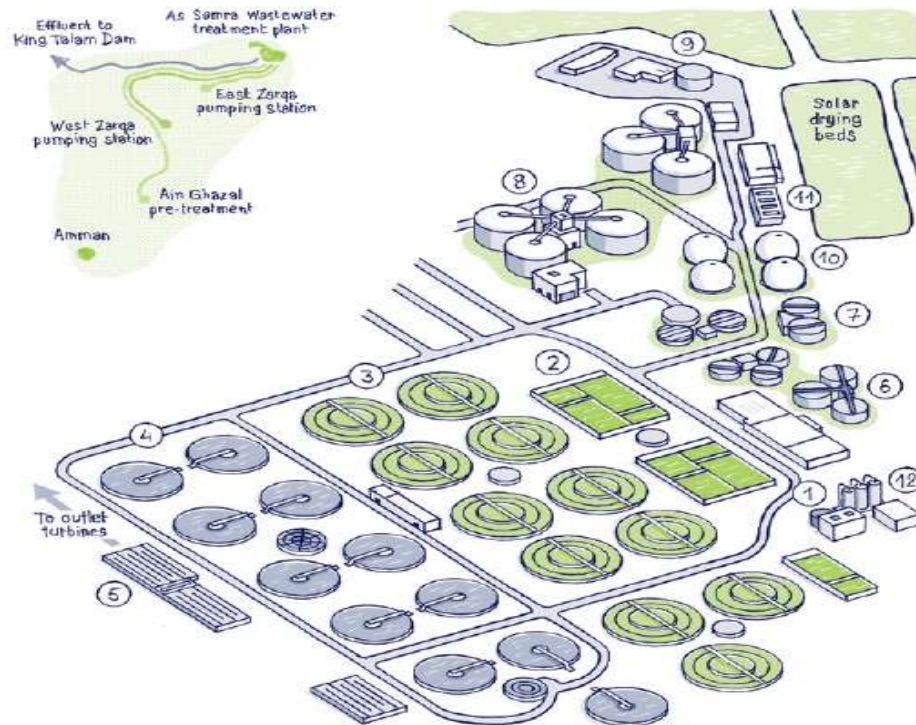 Effluent to
King Talam Dam
As Samra Wastewater
treatment plant
East Zarqa
pumping station
West Zarqa
pumping station
Ain Ghazal
pre-treatment
Amman
9
Solar
drying
beds
8
11
10
7
2
3
6
4
1
12
To outlet
turbines
5